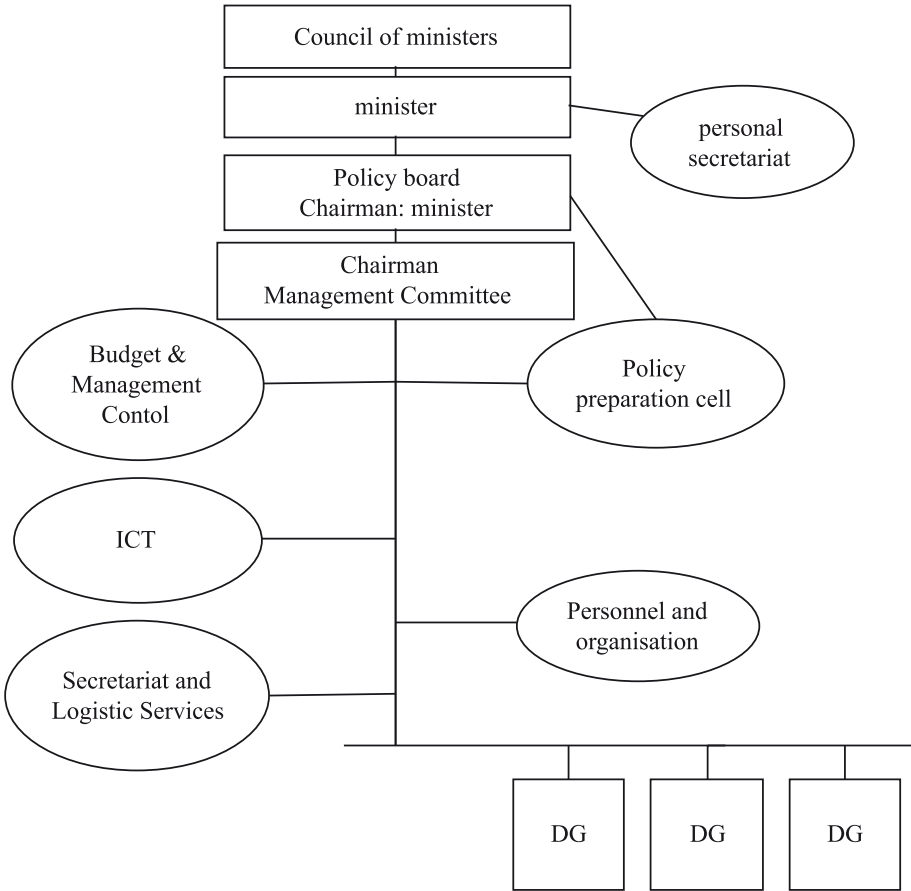 Council of ministers
minister
personal
secretariat
Policy board
Chairman: minister
Chairman
Management Committee
Budget &
Management
Contol
Policy
preparation cell
ICT
Personnel and
organisation
Secretariat and
Logistic Services
DG
DG
DG